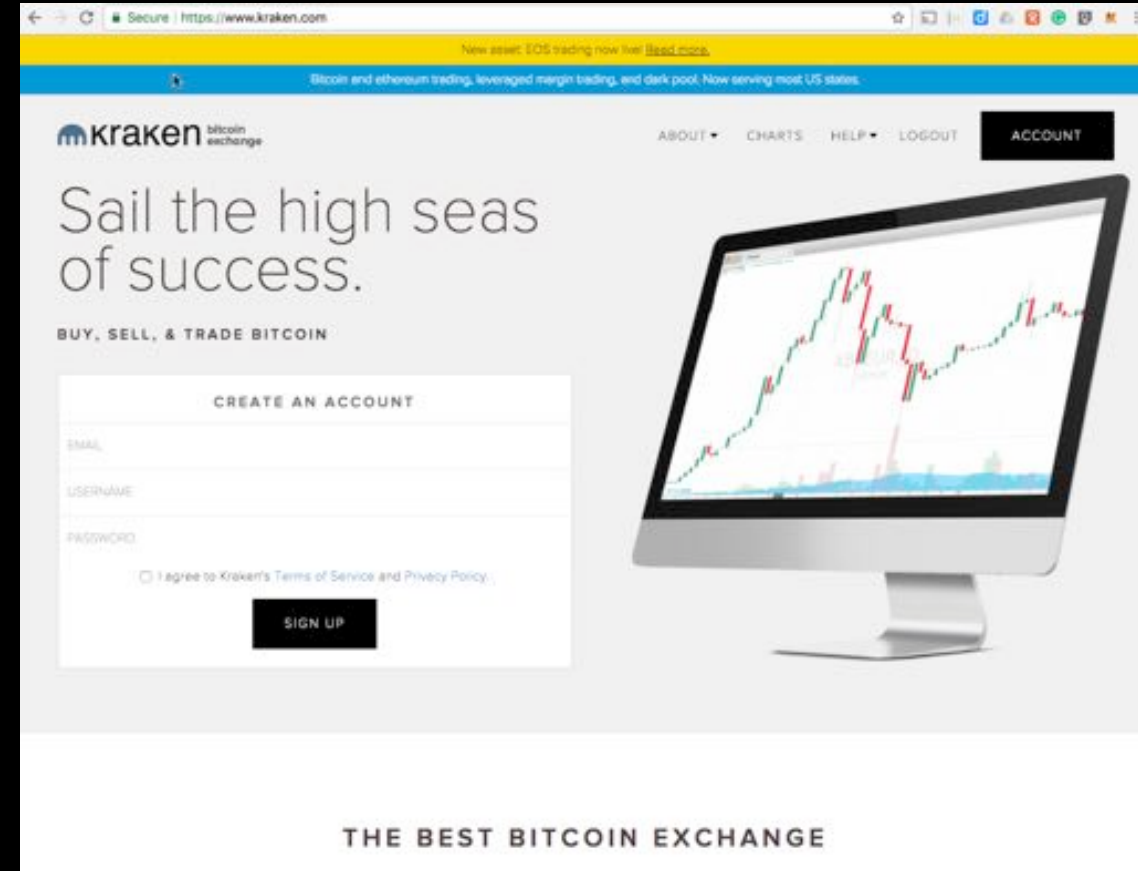 Secure | https://www.kraken.com
New asset: EOS trading now live! Read more.
Bitcoin and ethereum trading, leveraged margin trading, and dark pool. Now serving most US states.
kraken bitcoin exchange
ABOUT CHARTS HELP LOGOUT ACCOUNT
Sail the high seas
of success.
BUY, SELL, & TRADE BITCOIN
CREATE AN ACCOUNT
EMAIL
USERNAME
PASSWORD
I agree to Kraken's Terms of Service and Privacy Policy.
SIGN UP
THE BEST BITCOIN EXCHANGE